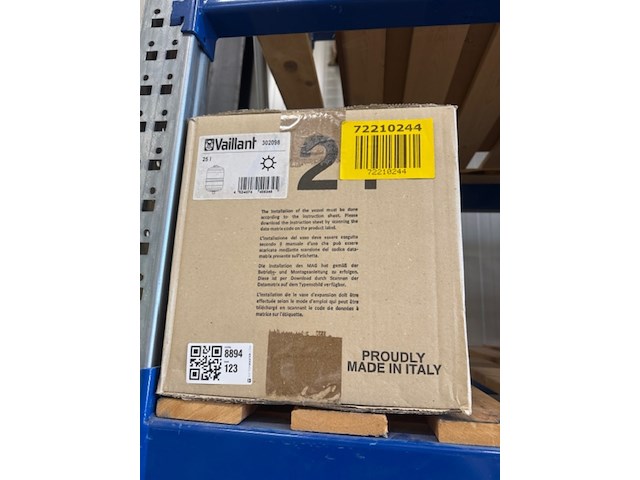 Vaillant 302098
25 l
2
72210244
72210244
The installation of the vessel must be done
according to the instruction sheet. Please
download the instruction sheet by scanning the
data-matrix code on the product label.
L'installazione del vaso deve essere eseguita
secondo il manuale d'uso che può essere
scaricato mediante scansione del codice data-
matrix presente sull'etichetta.
Die Installation des MAG hat gemäß der
Betriebs- und Montageanleitung zu erfolgen.
Diese ist per Download durch Scannen der
Datamatrix auf dem Typenschild verfügbar.
L'installation de le vase d'expansion doit être
effectuée selon le mode d'emploi qui peut être
téléchargé en scannant le code de données à
matrice sur l'étiquette.
8894
123
PROUDLY
MADE IN ITALY